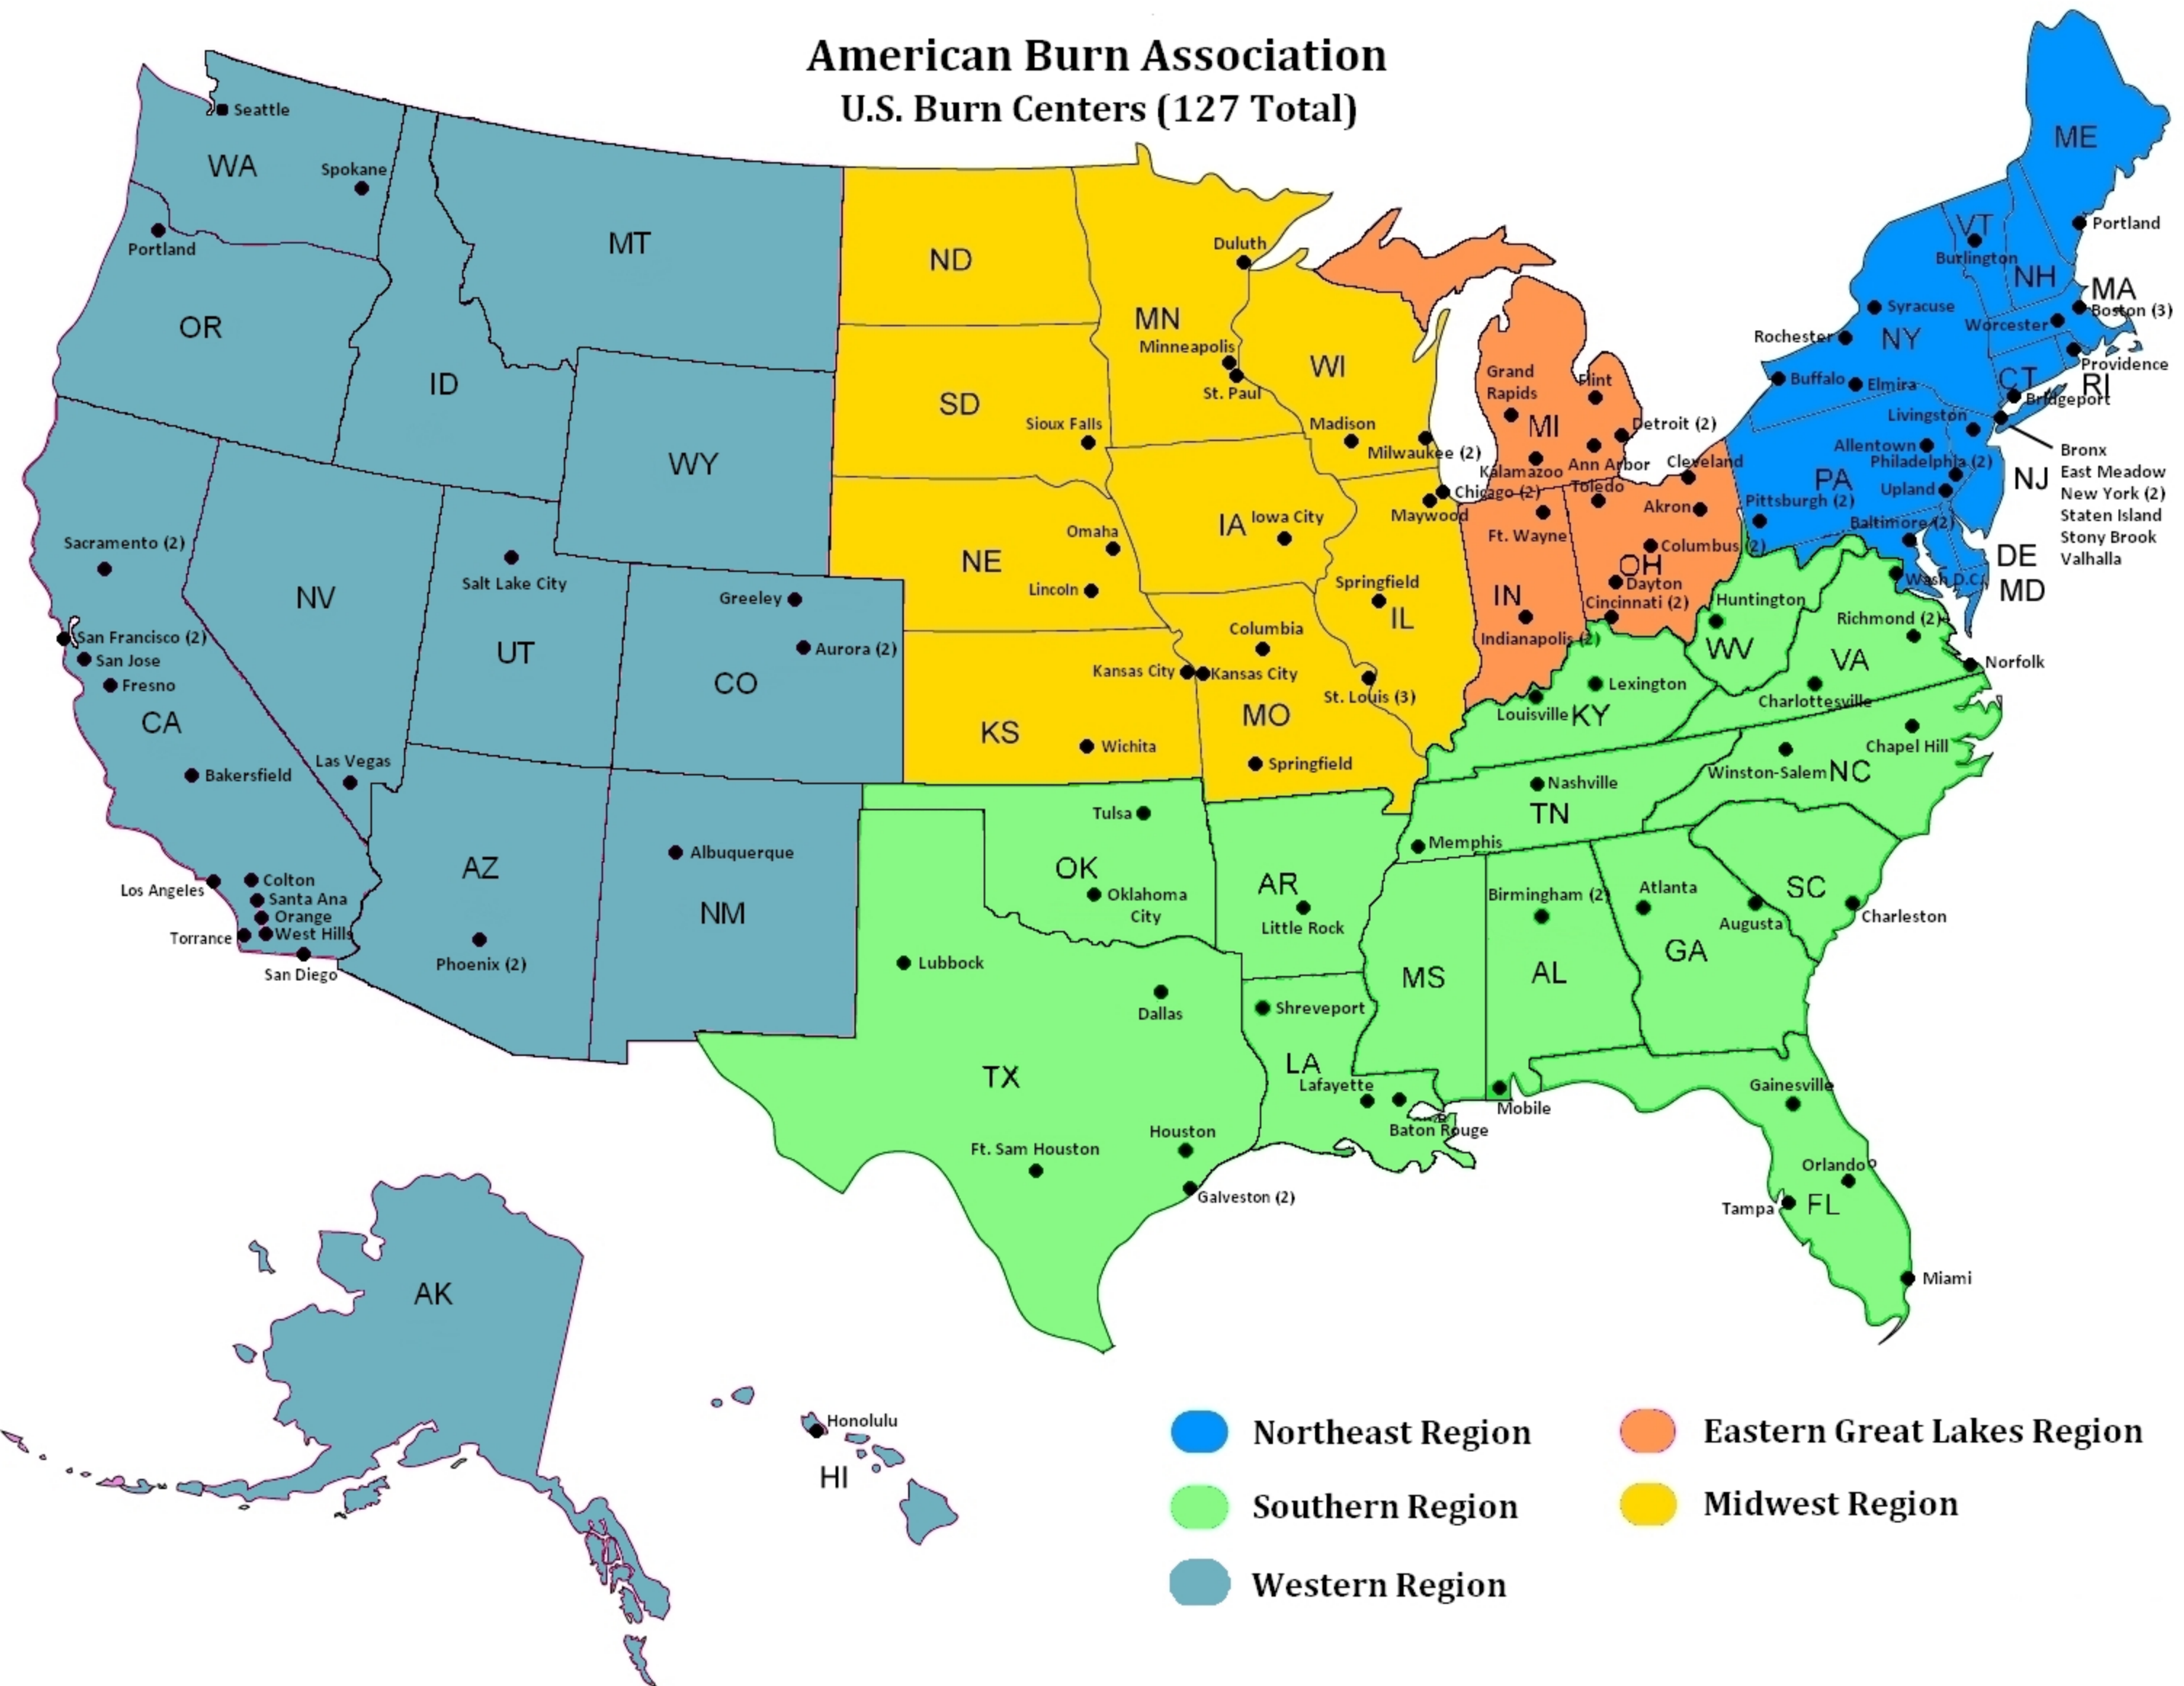 American Burn Association
U.S. Burn Centers (127 Total)
Seattle
WA
Spokane
Portland
OR
ID
MT
WY
Sacramento (2)
San Francisco (2)
San Jose
Fresno
CA
Bakersfield
Los Angeles
Colton
Santa Ana
Orange
West Hills
Torrance
San Diego
NV
Las Vegas
Salt Lake City
UT
Greeley
Aurora (2)
CO
AZ
Phoenix (2)
Albuquerque
NM
AK
Honolulu
HI
ND
SD
Sioux Falls
NE
Omaha
Lincoln
KS
Kansas City
Wichita
MN
Duluth
Minneapolis
St. Paul
WI
Madison
Milwaukee (2)
IA
Iowa City
Chicago (2)
Maywood
Springfield
IL
MO
Columbia
Kansas City
St. Louis (3)
Springfield
MI
Grand
Rapids
Flint
Detroit (2)
Kalamazoo
Ann Arbor
IN
Ft. Wayne
Indianapolis (2)
OH
Toledo
Cleveland
Akron
Columbus (2)
Dayton
Cincinnati (2)
ME
Portland
VT
Burlington
NH
MA
Boston (3)
Worcester
Providence
RI
CT
Bridgeport
NY
Syracuse
Rochester
Buffalo
Elmira
Livingston
Bronx
East Meadow
New York (2)
Staten Island
Stony Brook
Valhalla
NJ
PA
Allentown
Philadelphia (2)
Upland
Pittsburgh (2)
Baltimore (2)
DE
MD
Wash D.C.
Huntington
WV
Richmond (2)
VA
Norfolk
Charlottesville
Lexington
Louisville
KY
Nashville
TN
Memphis
Chapel Hill
Winston-Salem
NC
SC
Charleston
Atlanta
Augusta
GA
Birmingham (2)
AL
Mobile
MS
AR
Little Rock
Tulsa
OK
Oklahoma
City
Lubbock
Dallas
TX
Ft. Sam Houston
Houston
Galveston (2)
Shreveport
LA
Lafayette
Baton Rouge
Gainesville
Orlando
Tampa
FL
Miami
Northeast Region
Eastern Great Lakes Region
Southern Region
Midwest Region
Western Region